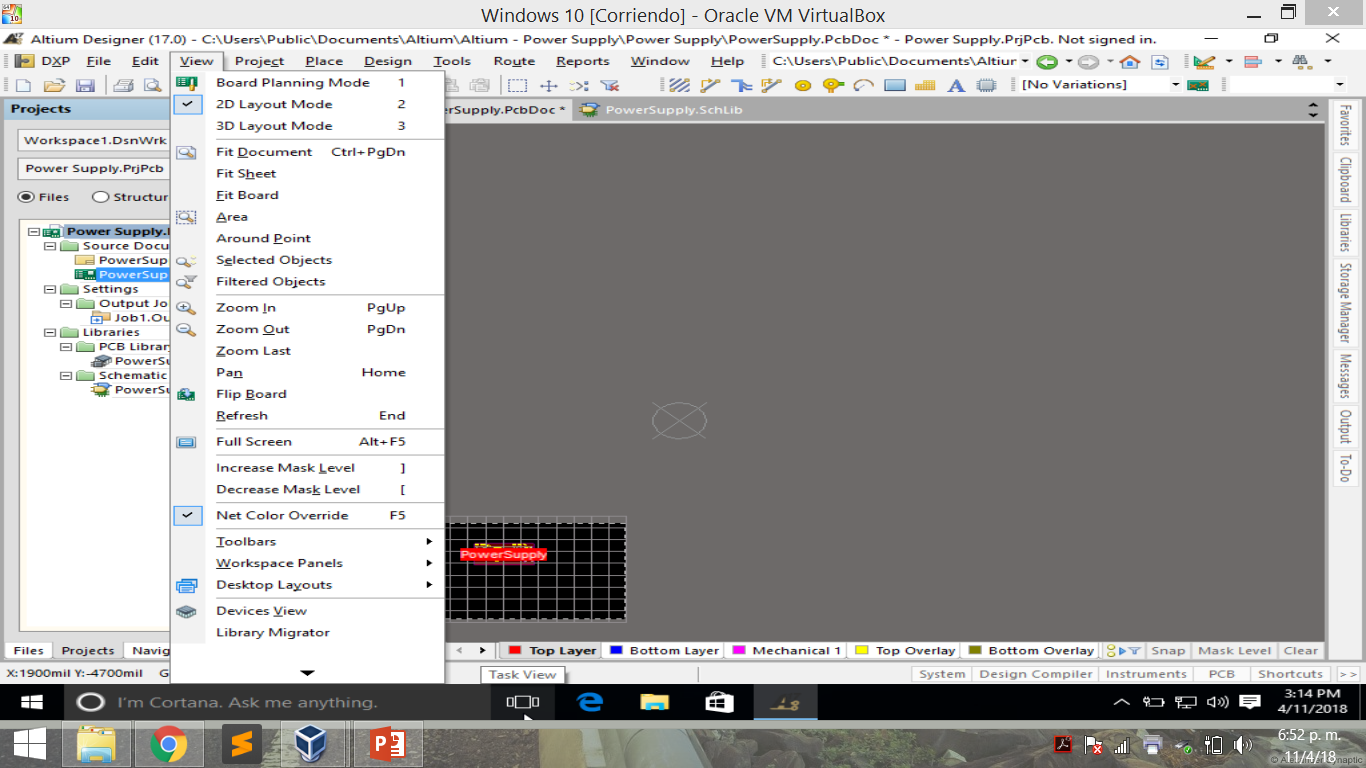 Windows 10 [Corriendo] - Oracle VM VirtualBox
Altium Designer (17.0) - C:\Users\Public\Documents\Altium\Altium - Power Supply\Power Supply\PowerSupply.PcbDoc * - Power Supply.PrjPcb. Not signed in.
DXP File Edit View Project Place Design Tools Route Reports Window Help C:\Users\Public\Documents\Altiur
[No Variations]
Projects
rSupply.PcbDoc * PowerSupply.SchLib
Workspace1.DsnWrk
Power Supply.PrjPcb
Files Structur
Power Supply.
Source Docu
PowerSup
PowerSup
Settings
Output Jo
Job1.Ou
Libraries
PCB Librar
PowerSu
Schematic
PowerSu
Board Planning Mode 1
2D Layout Mode 2
3D Layout Mode 3
Fit Document Ctrl+PgDn
Fit Sheet
Fit Board
Area
Around Point
Selected Objects
Filtered Objects
Zoom In PgUp
Zoom Out PgDn
Zoom Last
Pan Home
Flip Board
Refresh End
Full Screen Alt+F5
Increase Mask Level ]
Decrease Mask Level [
Net Color Override F5
Toolbars
Workspace Panels
Desktop Layouts
Devices View
Library Migrator
PowerSupply
Favorites
Clipboard
Libraries
Storage Manager
Messages
Output
To-Do
Files Projects Navig
Top Layer Bottom Layer Mechanical 1 Top Overlay Bottom Overlay Snap Mask Level Clear
X:1900mil Y:-4700mil G
Task View
System Design Compiler Instruments PCB Shortcuts >>
I'm Cortana. Ask me anything.
3:14 PM
4/11/2018
6:52 p. m.
11/4/18